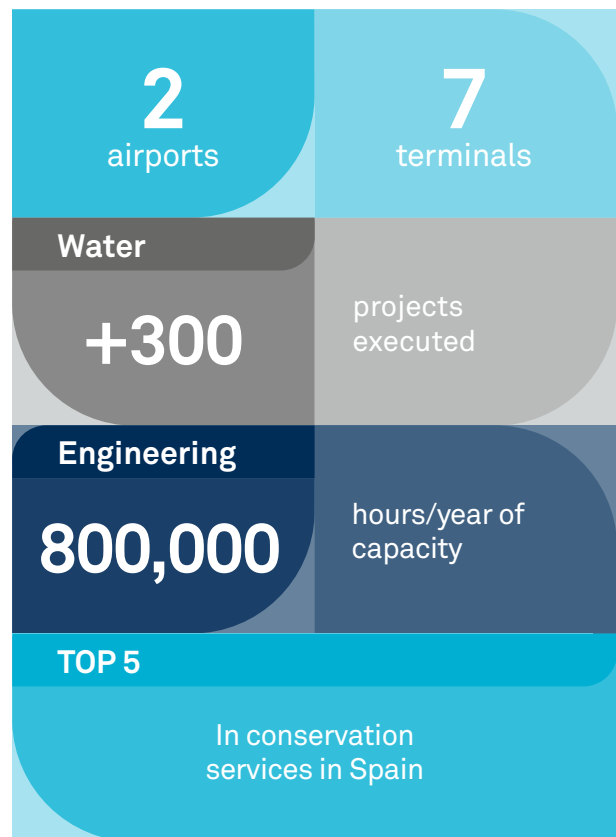 2
airports
7
terminals
Water
+300
projects
executed
Engineering
800,000
hours/year of
capacity
TOP 5
In conservation
services in Spain